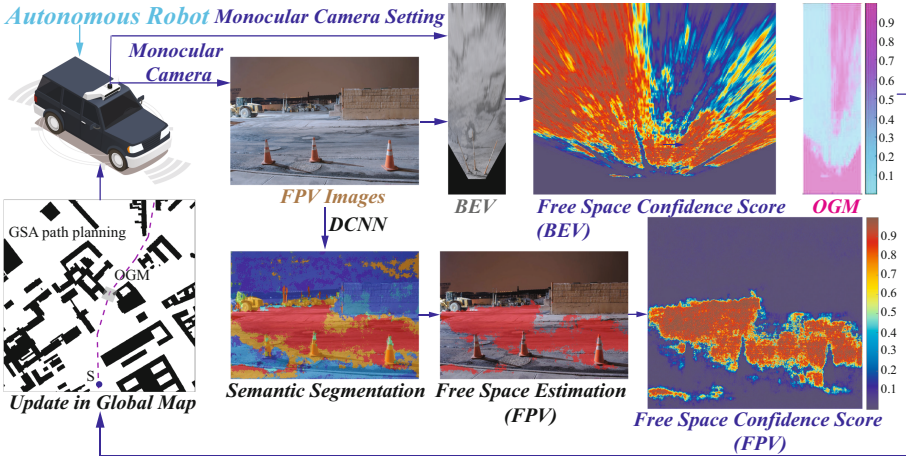 Autonomous Robot
Monocular Camera Setting
Monocular
Camera
FPV Images
BEV
Free Space Confidence Score
(BEV)
OGM
0.9
0.8
0.7
0.6
0.5
0.4
0.3
0.2
0.1
DCNN
GSA path planning
OGM
S
Update in Global Map
Semantic Segmentation
Free Space Estimation
(FPV)
Free Space Confidence Score
(FPV)
0.9
0.8
0.7
0.6
0.5
0.4
0.3
0.2
0.1